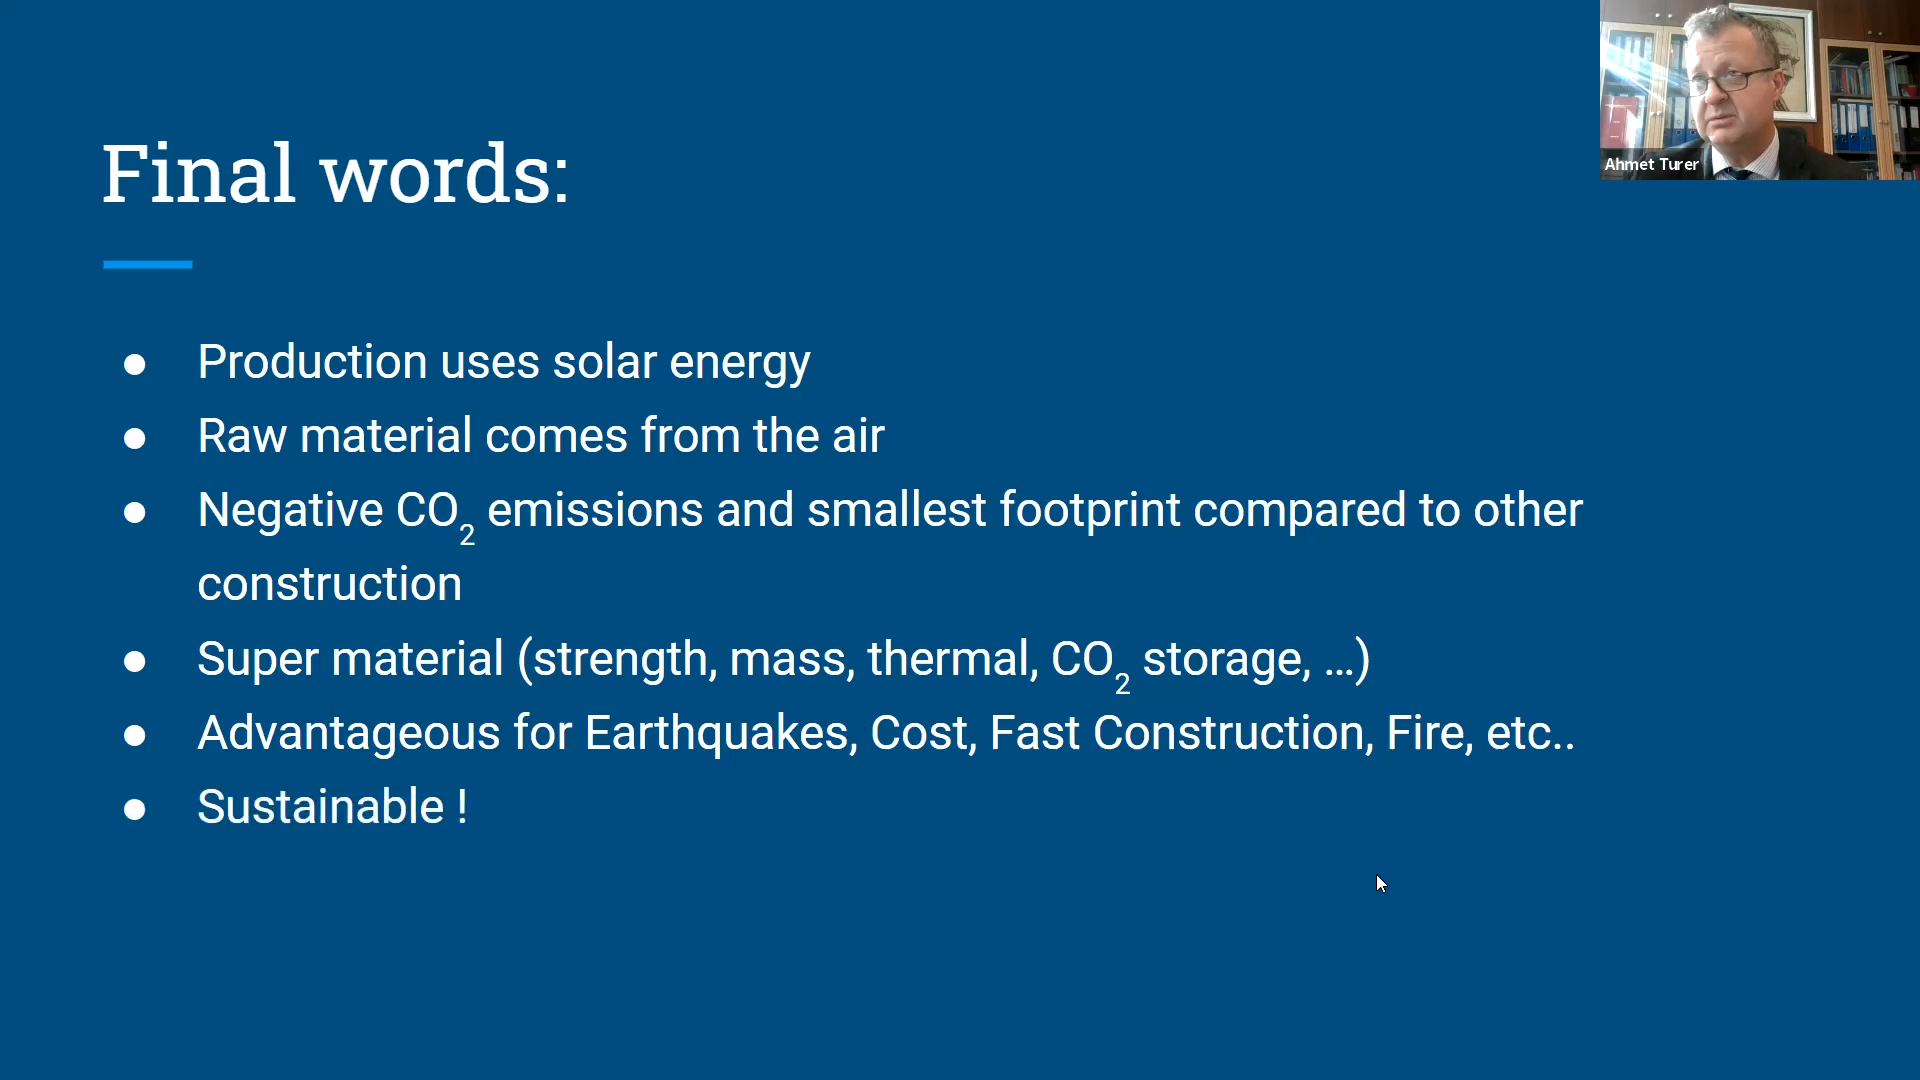 Ahmet Turer
Final words:
● Production uses solar energy
● Raw material comes from the air
● Negative CO₂ emissions and smallest footprint compared to other
construction
● Super material (strength, mass, thermal, CO₂ storage, ...)
● Advantageous for Earthquakes, Cost, Fast Construction, Fire, etc..
● Sustainable !